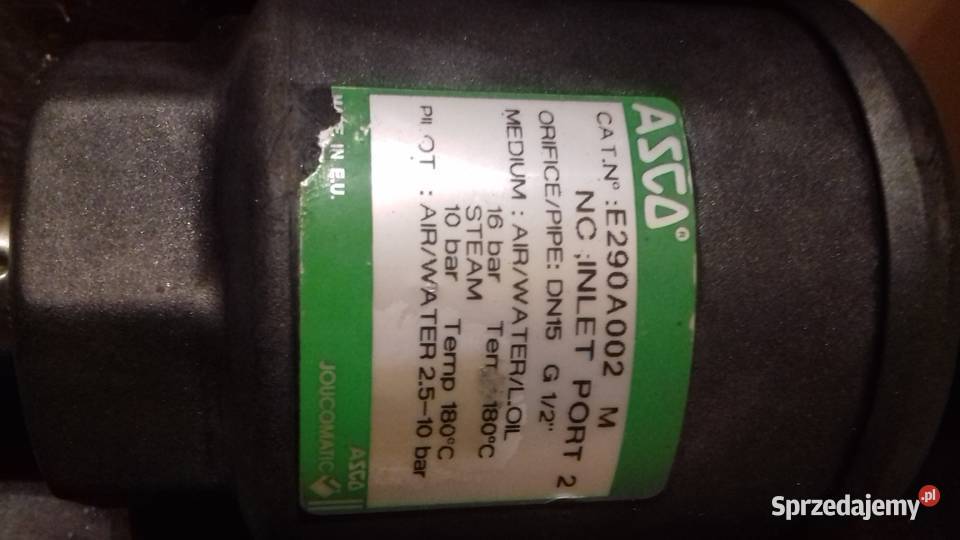 ASCO®
CAT.N° :E290A002 M
NC ;INLET PORT 2
ORIFICE/PIPE: DN15 G 1/2"
MEDIUM : AIR/WATER/L.OIL
16 bar Tem 180°C
STEAM
10 bar Temp 180°C
PILOT : AIR/WATER 2.5-10 bar
IN E.U.
ASCO
JOUCOMATIC
Sprzedajemy.pl